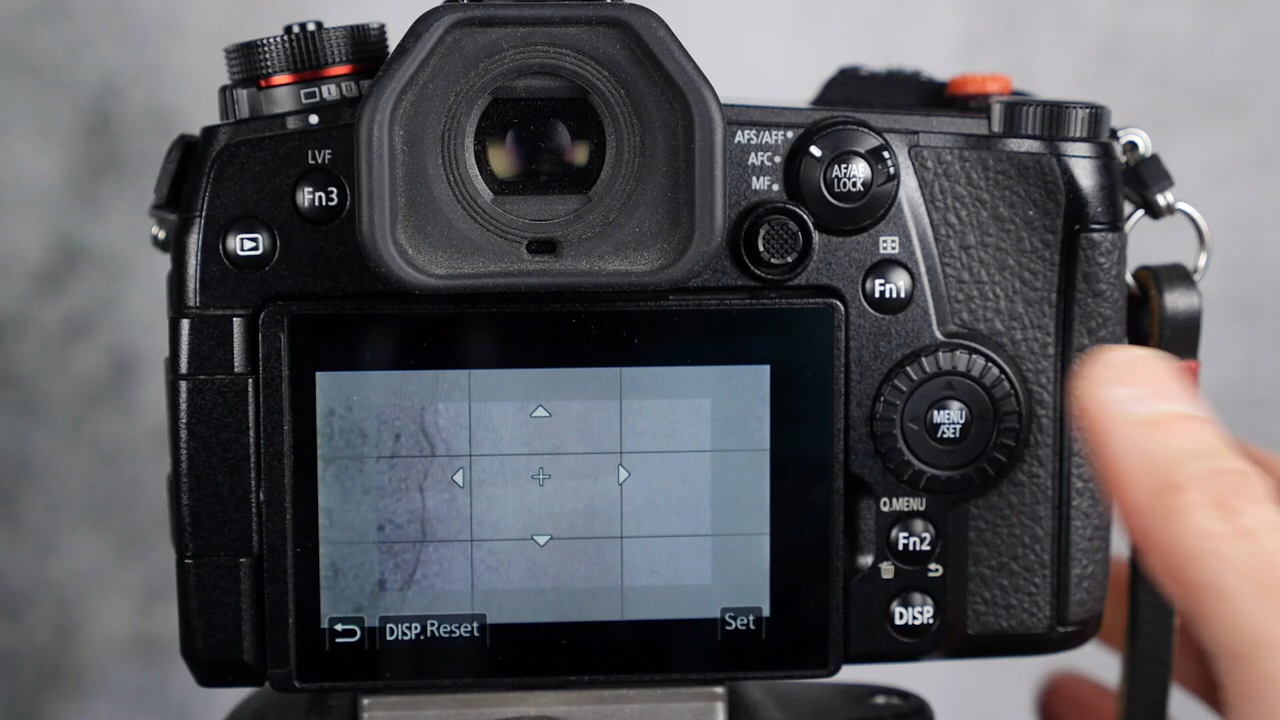 LVF
Fn3
AFS/AFF
AFC
MF
AF/AE
LOCK
Fn1
MENU
/SET
Q.MENU
Fn2
DISP.
DISP. Reset
Set